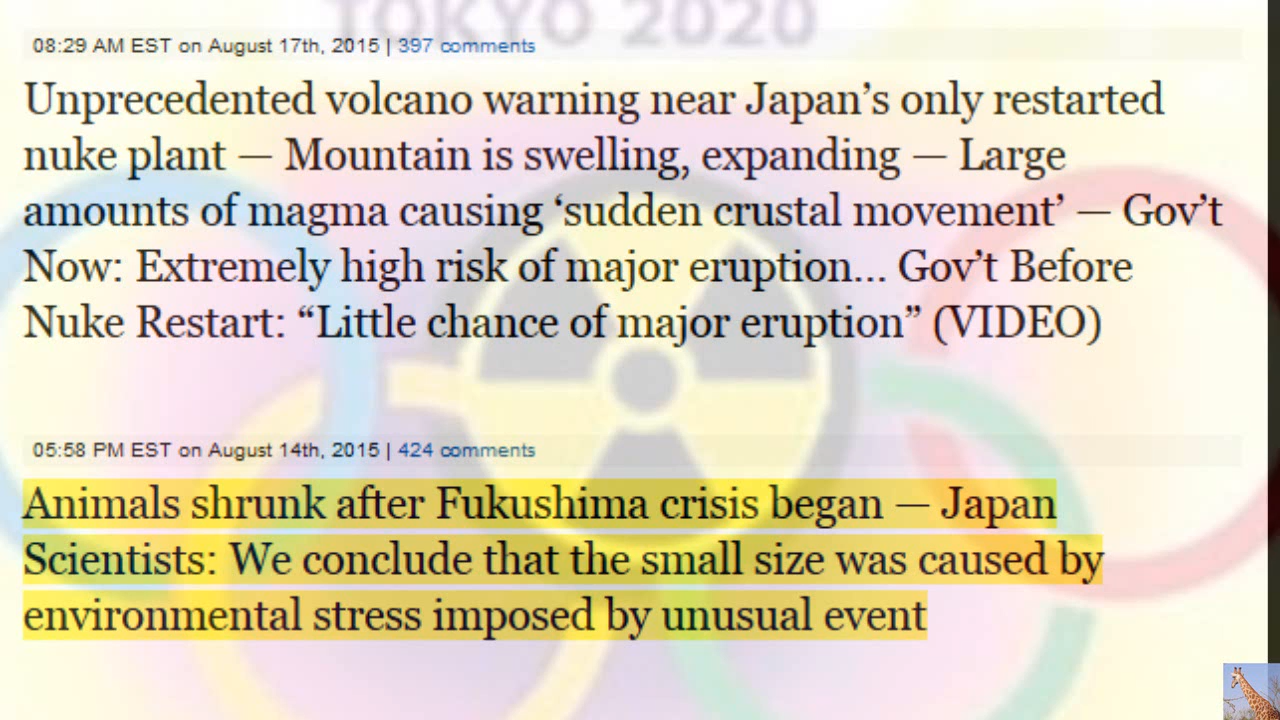 TOKYO 2020
08:29 AM EST on August 17th, 2015 | 397 comments
Unprecedented volcano warning near Japan’s only restarted
nuke plant — Mountain is swelling, expanding — Large
amounts of magma causing ‘sudden crustal movement’ — Gov’t
Now: Extremely high risk of major eruption... Gov’t Before
Nuke Restart: “Little chance of major eruption” (VIDEO)
05:58 PM EST on August 14th, 2015 | 424 comments
Animals shrunk after Fukushima crisis began — Japan
Scientists: We conclude that the small size was caused by
environmental stress imposed by unusual event